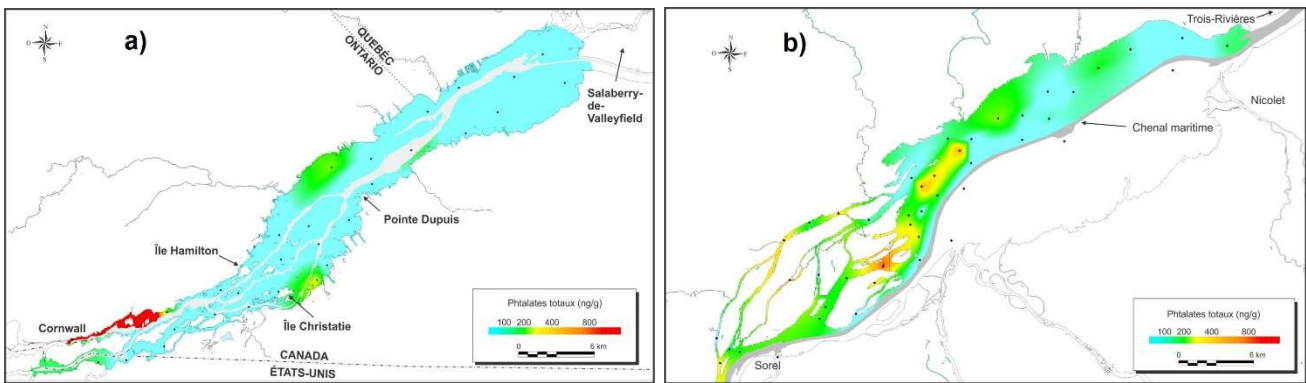 a)
N
O
E
S
QUÉBEC
ONTARIO
Salaberry-
de-
Valleyfield
Pointe Dupuis
Île Hamilton
Cornwall
Île Christatie
CANADA
ÉTATS-UNIS
Phtalates totaux (ng/g)
100 200 400 800
0 6 km
b)
N
O
E
S
Trois-Rivières
Nicolet
Chenal maritime
Sorel
Phtalates totaux (ng/g)
100 200 400 800
0 6 km